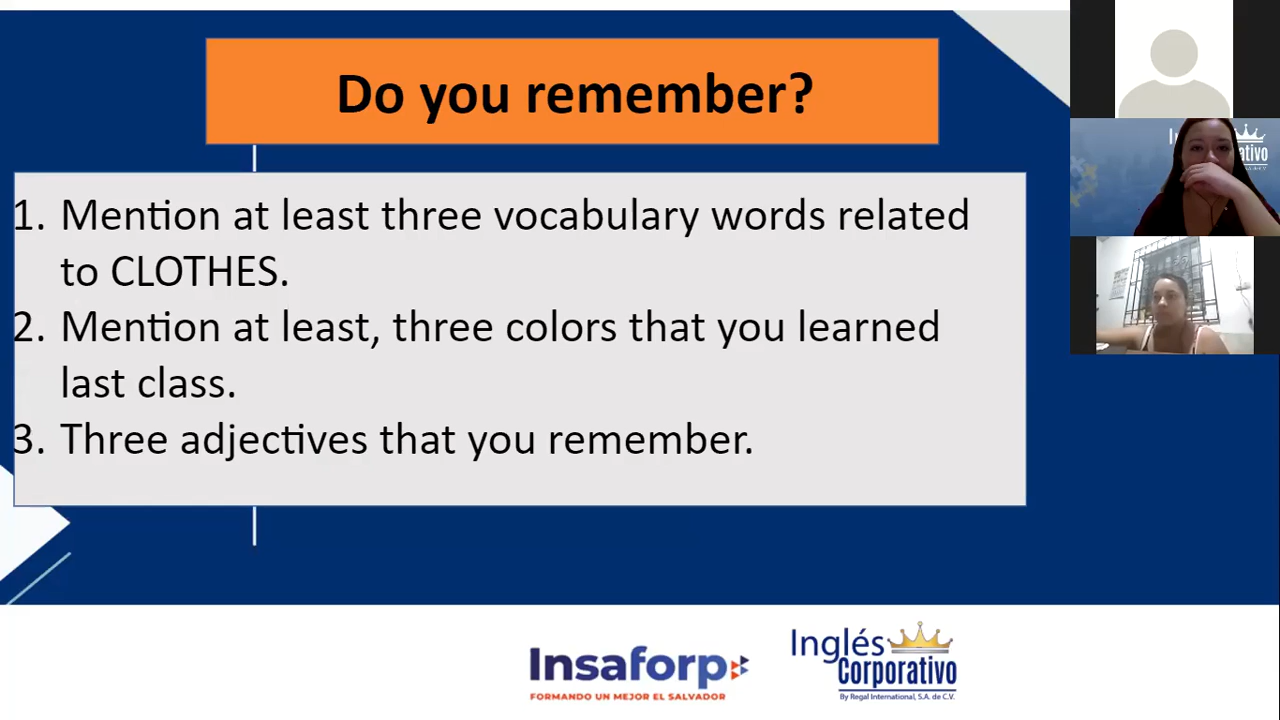 Do you remember?
1. Mention at least three vocabulary words related
to CLOTHES.
2. Mention at least, three colors that you learned
last class.
3. Three adjectives that you remember.
Insaforp
FORMANDO UN MEJOR EL SALVADOR
Inglés
Corporativo
By Regal International, S.A. de C.V.